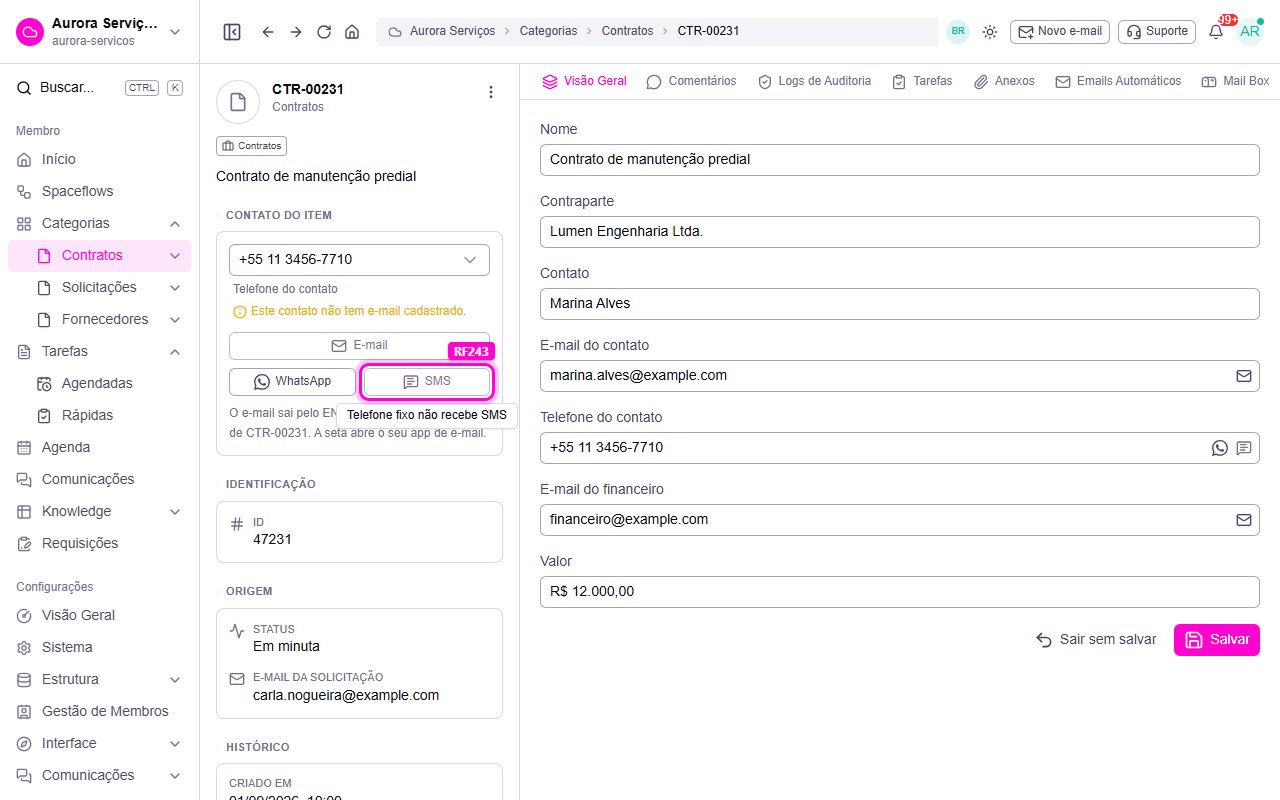 Aurora Serviç...
aurora-servicos
Aurora Serviços
Categorias
Contratos
CTR-00231
BR
Novo e-mail
Suporte
99+
AR
Buscar...
CTRL
K
Membro
Início
Spaceflows
Categorias
Contratos
Solicitações
Fornecedores
Tarefas
Agendadas
Rápidas
Agenda
Comunicações
Knowledge
Requisições
Configurações
Visão Geral
Sistema
Estrutura
Gestão de Membros
Interface
Comunicações
CTR-00231
Contratos
Contratos
Contrato de manutenção predial
CONTATO DO ITEM
+55 11 3456-7710
Telefone do contato
Este contato não tem e-mail cadastrado.
E-mail
RF243
WhatsApp
SMS
O e-mail sai pelo EN
Telefone fixo não recebe SMS
de CTR-00231. A seta abre o seu app de e-mail.
IDENTIFICAÇÃO
ID
47231
ORIGEM
STATUS
Em minuta
E-MAIL DA SOLICITAÇÃO
carla.nogueira@example.com
HISTÓRICO
CRIADO EM
Visão Geral
Comentários
Logs de Auditoria
Tarefas
Anexos
Emails Automáticos
Mail Box
Nome
Contrato de manutenção predial
Contraparte
Lumen Engenharia Ltda.
Contato
Marina Alves
E-mail do contato
marina.alves@example.com
Telefone do contato
+55 11 3456-7710
E-mail do financeiro
financeiro@example.com
Valor
R$ 12.000,00
Sair sem salvar
Salvar